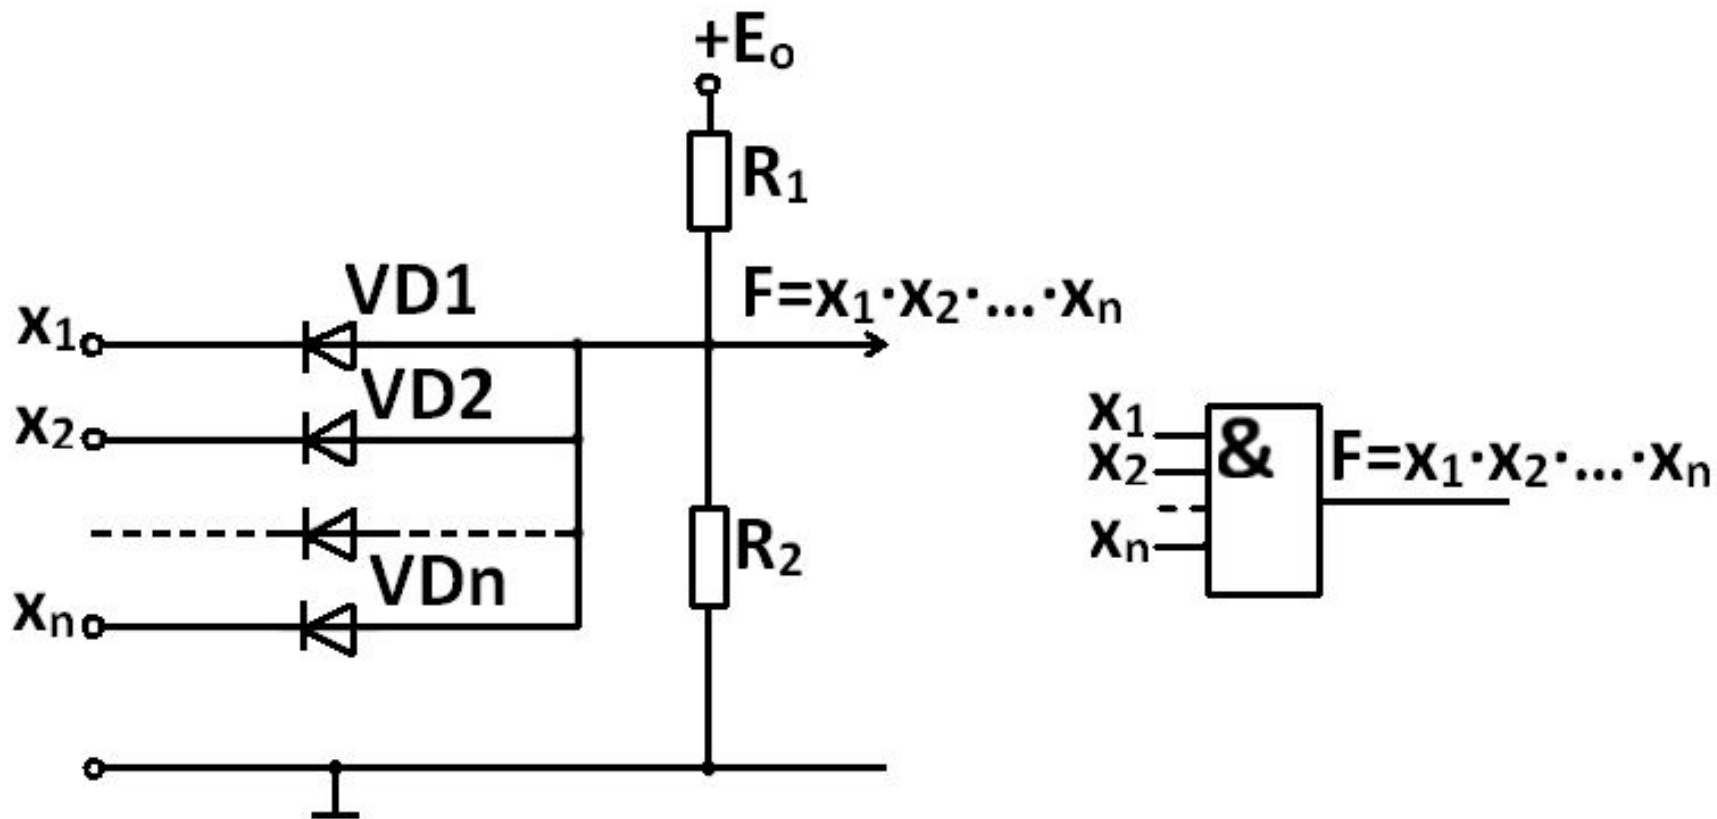 +E₀
R₁
VD1
F=x₁·x₂·...·xₙ
x₁
VD2
x₂
R₂
VDn
xₙ
x₁
x₂
xₙ
&
F=x₁·x₂·...·xₙ